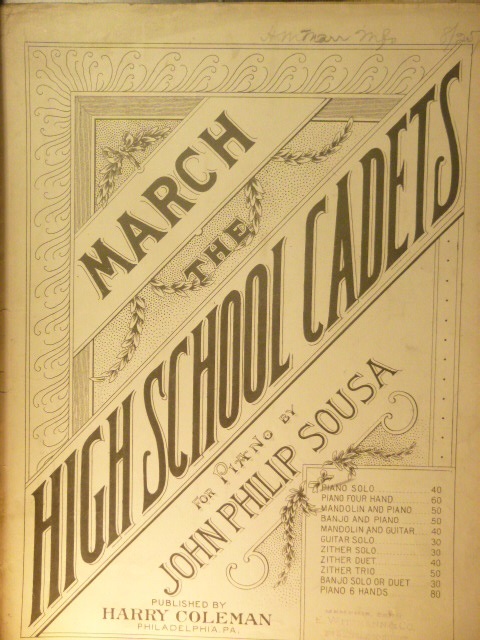 MARCH
THE
HIGH SCHOOL CADETS
FOR PIANO BY
JOHN PHILIP SOUSA
PUBLISHED BY
HARRY COLEMAN
PHILADELPHIA, PA.
PIANO SOLO 40
PIANO FOUR HAND 60
MANDOLIN AND PIANO 50
BANJO AND PIANO 50
MANDOLIN AND GUITAR 40
GUITAR SOLO 30
ZITHER SOLO 30
ZITHER DUET 40
ZITHER TRIO 50
BANJO SOLO OR DUET 30
PIANO 6 HANDS 80